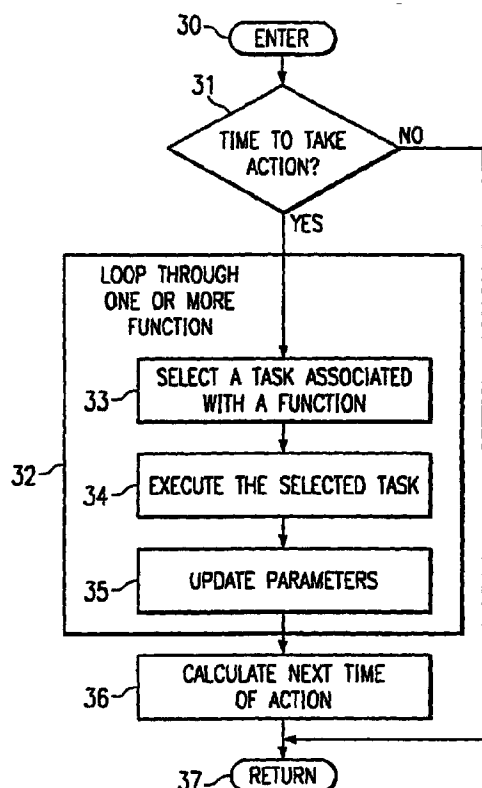 30
ENTER
31
TIME TO TAKE
ACTION?
NO
YES
LOOP THROUGH
ONE OR MORE
FUNCTION
32
33
SELECT A TASK ASSOCIATED
WITH A FUNCTION
34
EXECUTE THE SELECTED TASK
35
UPDATE PARAMETERS
36
CALCULATE NEXT TIME
OF ACTION
37
RETURN